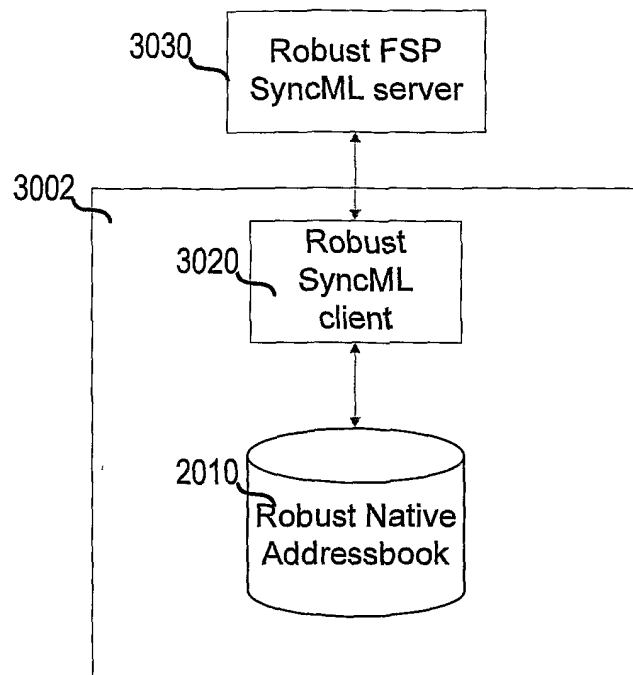 3030
Robust FSP
SyncML server
3002
3020
Robust
SyncML
client
2010
Robust Native
Addressbook